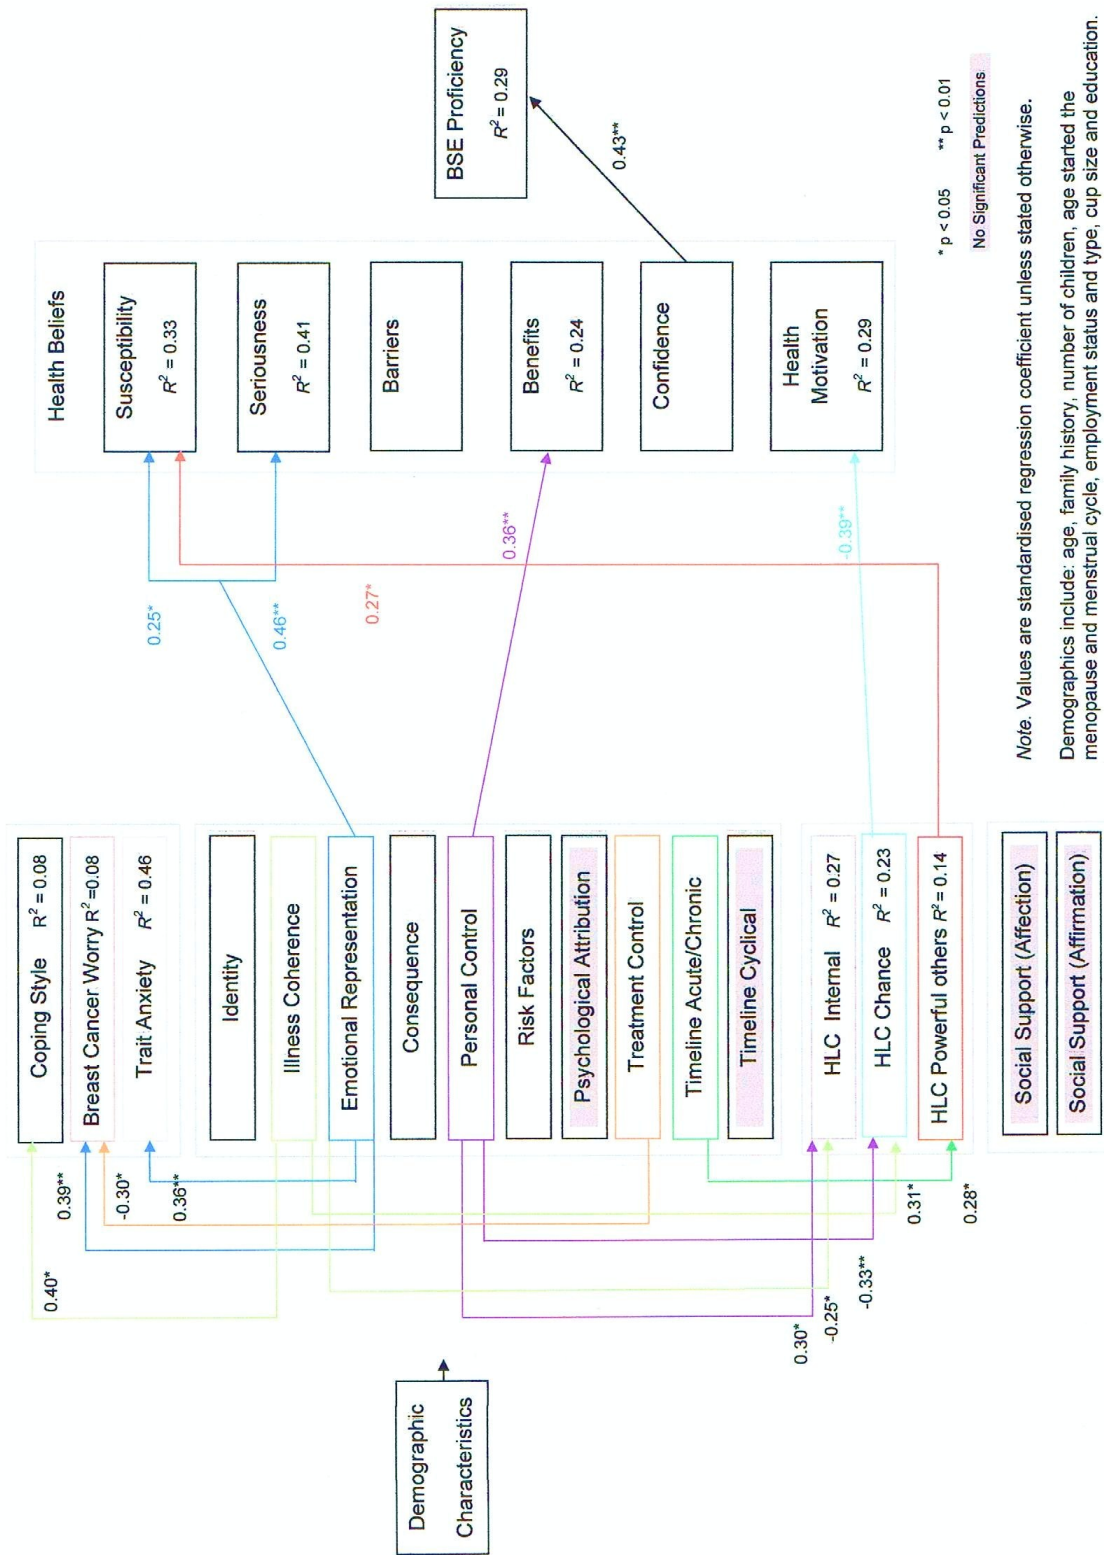 Demographic
Characteristics
0.40*
0.39**
-0.30*
0.36**
0.30*
-0.25*
-0.33**
0.31*
0.28*
Coping Style R² = 0.08
Breast Cancer Worry R² =0.08
Trait Anxiety R² = 0.46
Identity
Illness Coherence
Emotional Representation
Consequence
Personal Control
Risk Factors
Psychological Attribution
Treatment Control
Timeline Acute/Chronic
Timeline Cyclical
HLC Internal R² = 0.27
HLC Chance R² = 0.23
HLC Powerful others R² = 0.14
Social Support (Affection)
Social Support (Affirmation)
0.25*
0.46**
0.27*
0.36**
-0.39**
Health Beliefs
Susceptibility
R² = 0.33
Seriousness
R² = 0.41
Barriers
Benefits
R² = 0.24
Confidence
Health
Motivation
R² = 0.29
0.43**
BSE Proficiency
R² = 0.29
* p < 0.05 ** p < 0.01
No Significant Predictions
Note. Values are standardised regression coefficient unless stated otherwise.
Demographics include: age, family history, number of children, age started the
menopause and menstrual cycle, employment status and type, cup size and education.